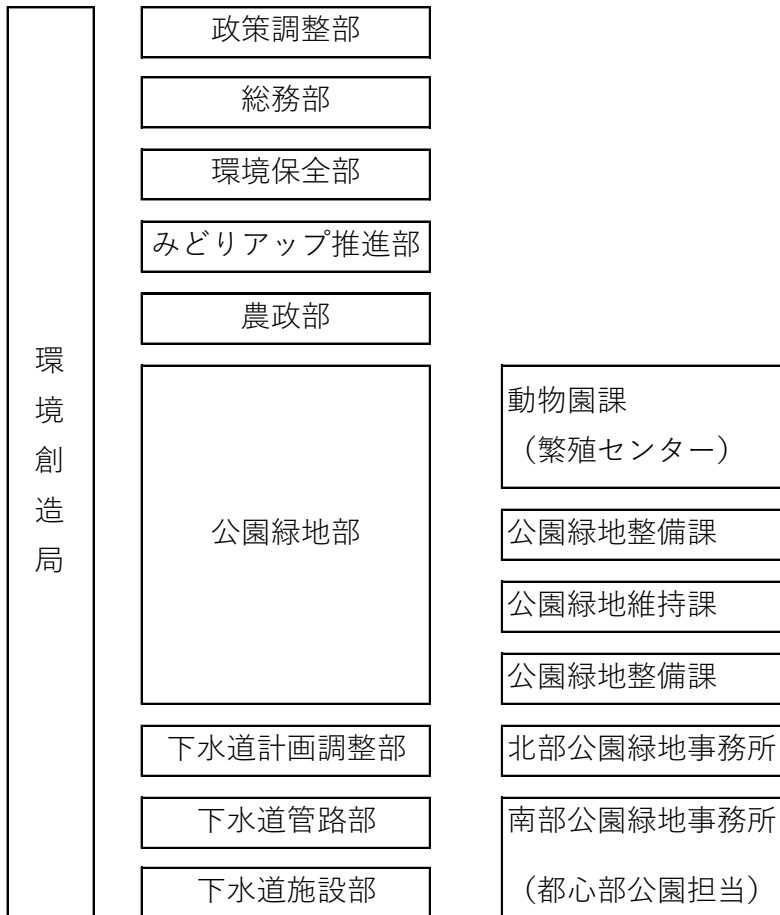 環境創造局
政策調整部
総務部
環境保全部
みどりアップ推進部
農政部
公園緑地部
下水道計画調整部
下水道管路部
下水道施設部
動物園課
（繁殖センター）
公園緑地整備課
公園緑地維持課
公園緑地整備課
北部公園緑地事務所
南部公園緑地事務所
（都心部公園担当）